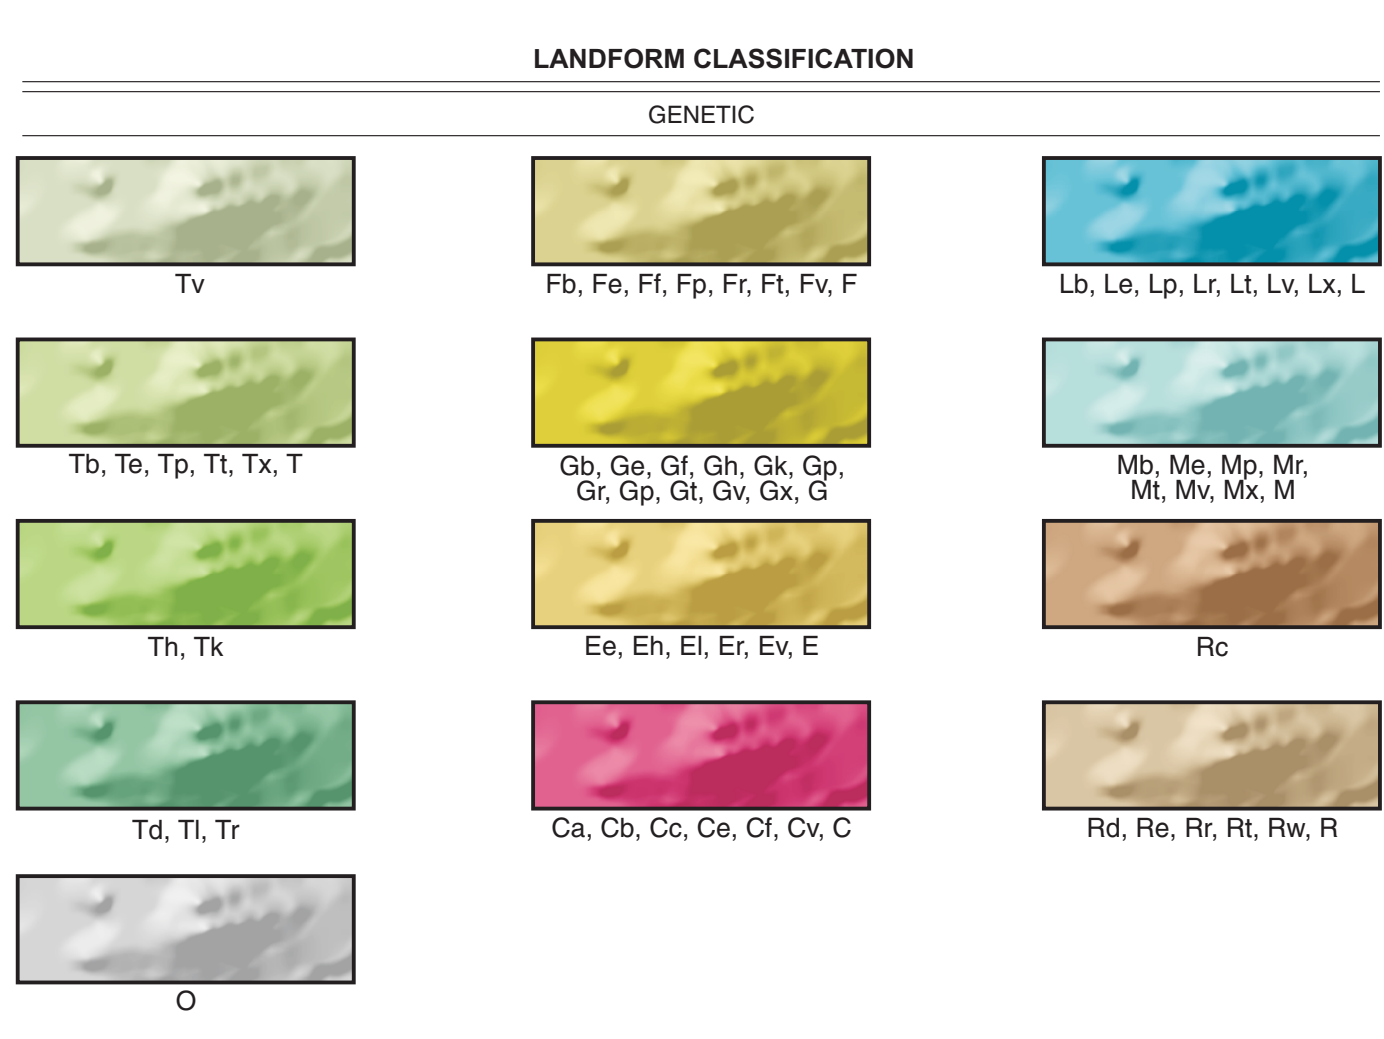 LANDFORM CLASSIFICATION
GENETIC
Tv
Fb, Fe, Ff, Fp, Fr, Ft, Fv, F
Lb, Le, Lp, Lr, Lt, Lv, Lx, L
Tb, Te, Tp, Tt, Tx, T
Gb, Ge, Gf, Gh, Gk, Gp,
Gr, Gp, Gt, Gv, Gx, G
Mb, Me, Mp, Mr,
Mt, Mv, Mx, M
Th, Tk
Ee, Eh, El, Er, Ev, E
Rc
Td, Tl, Tr
Ca, Cb, Cc, Ce, Cf, Cv, C
Rd, Re, Rr, Rt, Rw, R
O